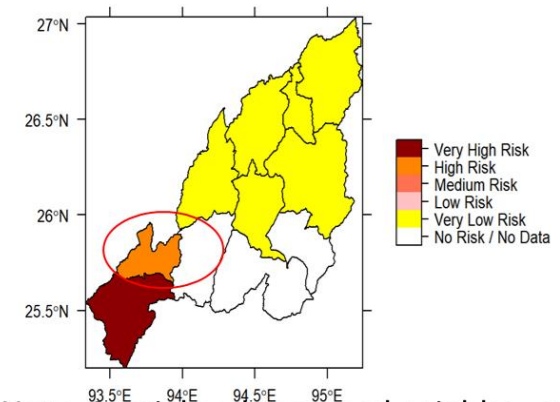 27°N
26.5°N
26°N
25.5°N
93.5°E 94°E 94.5°E 95°E
Very High Risk
High Risk
Medium Risk
Low Risk
Very Low Risk
No Risk / No Data